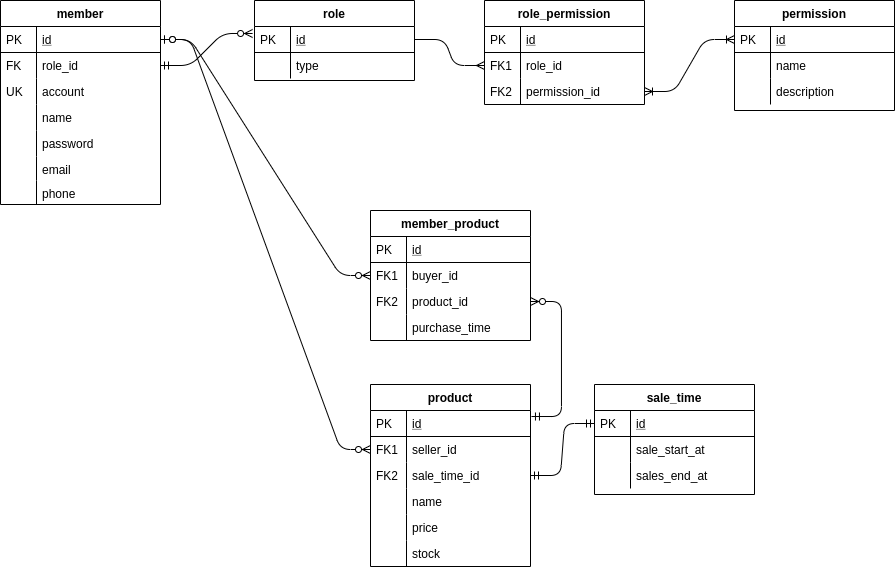 member
PK id
FK role_id
UK account
name
password
email
phone
role
PK id
type
role_permission
PK id
FK1 role_id
FK2 permission_id
permission
PK id
name
description
member_product
PK id
FK1 buyer_id
FK2 product_id
purchase_time
product
PK id
FK1 seller_id
FK2 sale_time_id
name
price
stock
sale_time
PK id
sale_start_at
sales_end_at